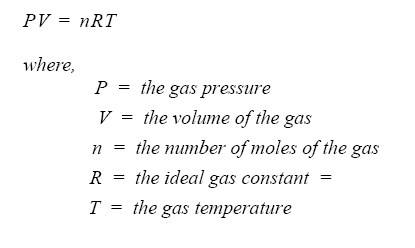 PV = nRT
where,
P = the gas pressure
V = the volume of the gas
n = the number of moles of the gas
R = the ideal gas constant =
T = the gas temperature